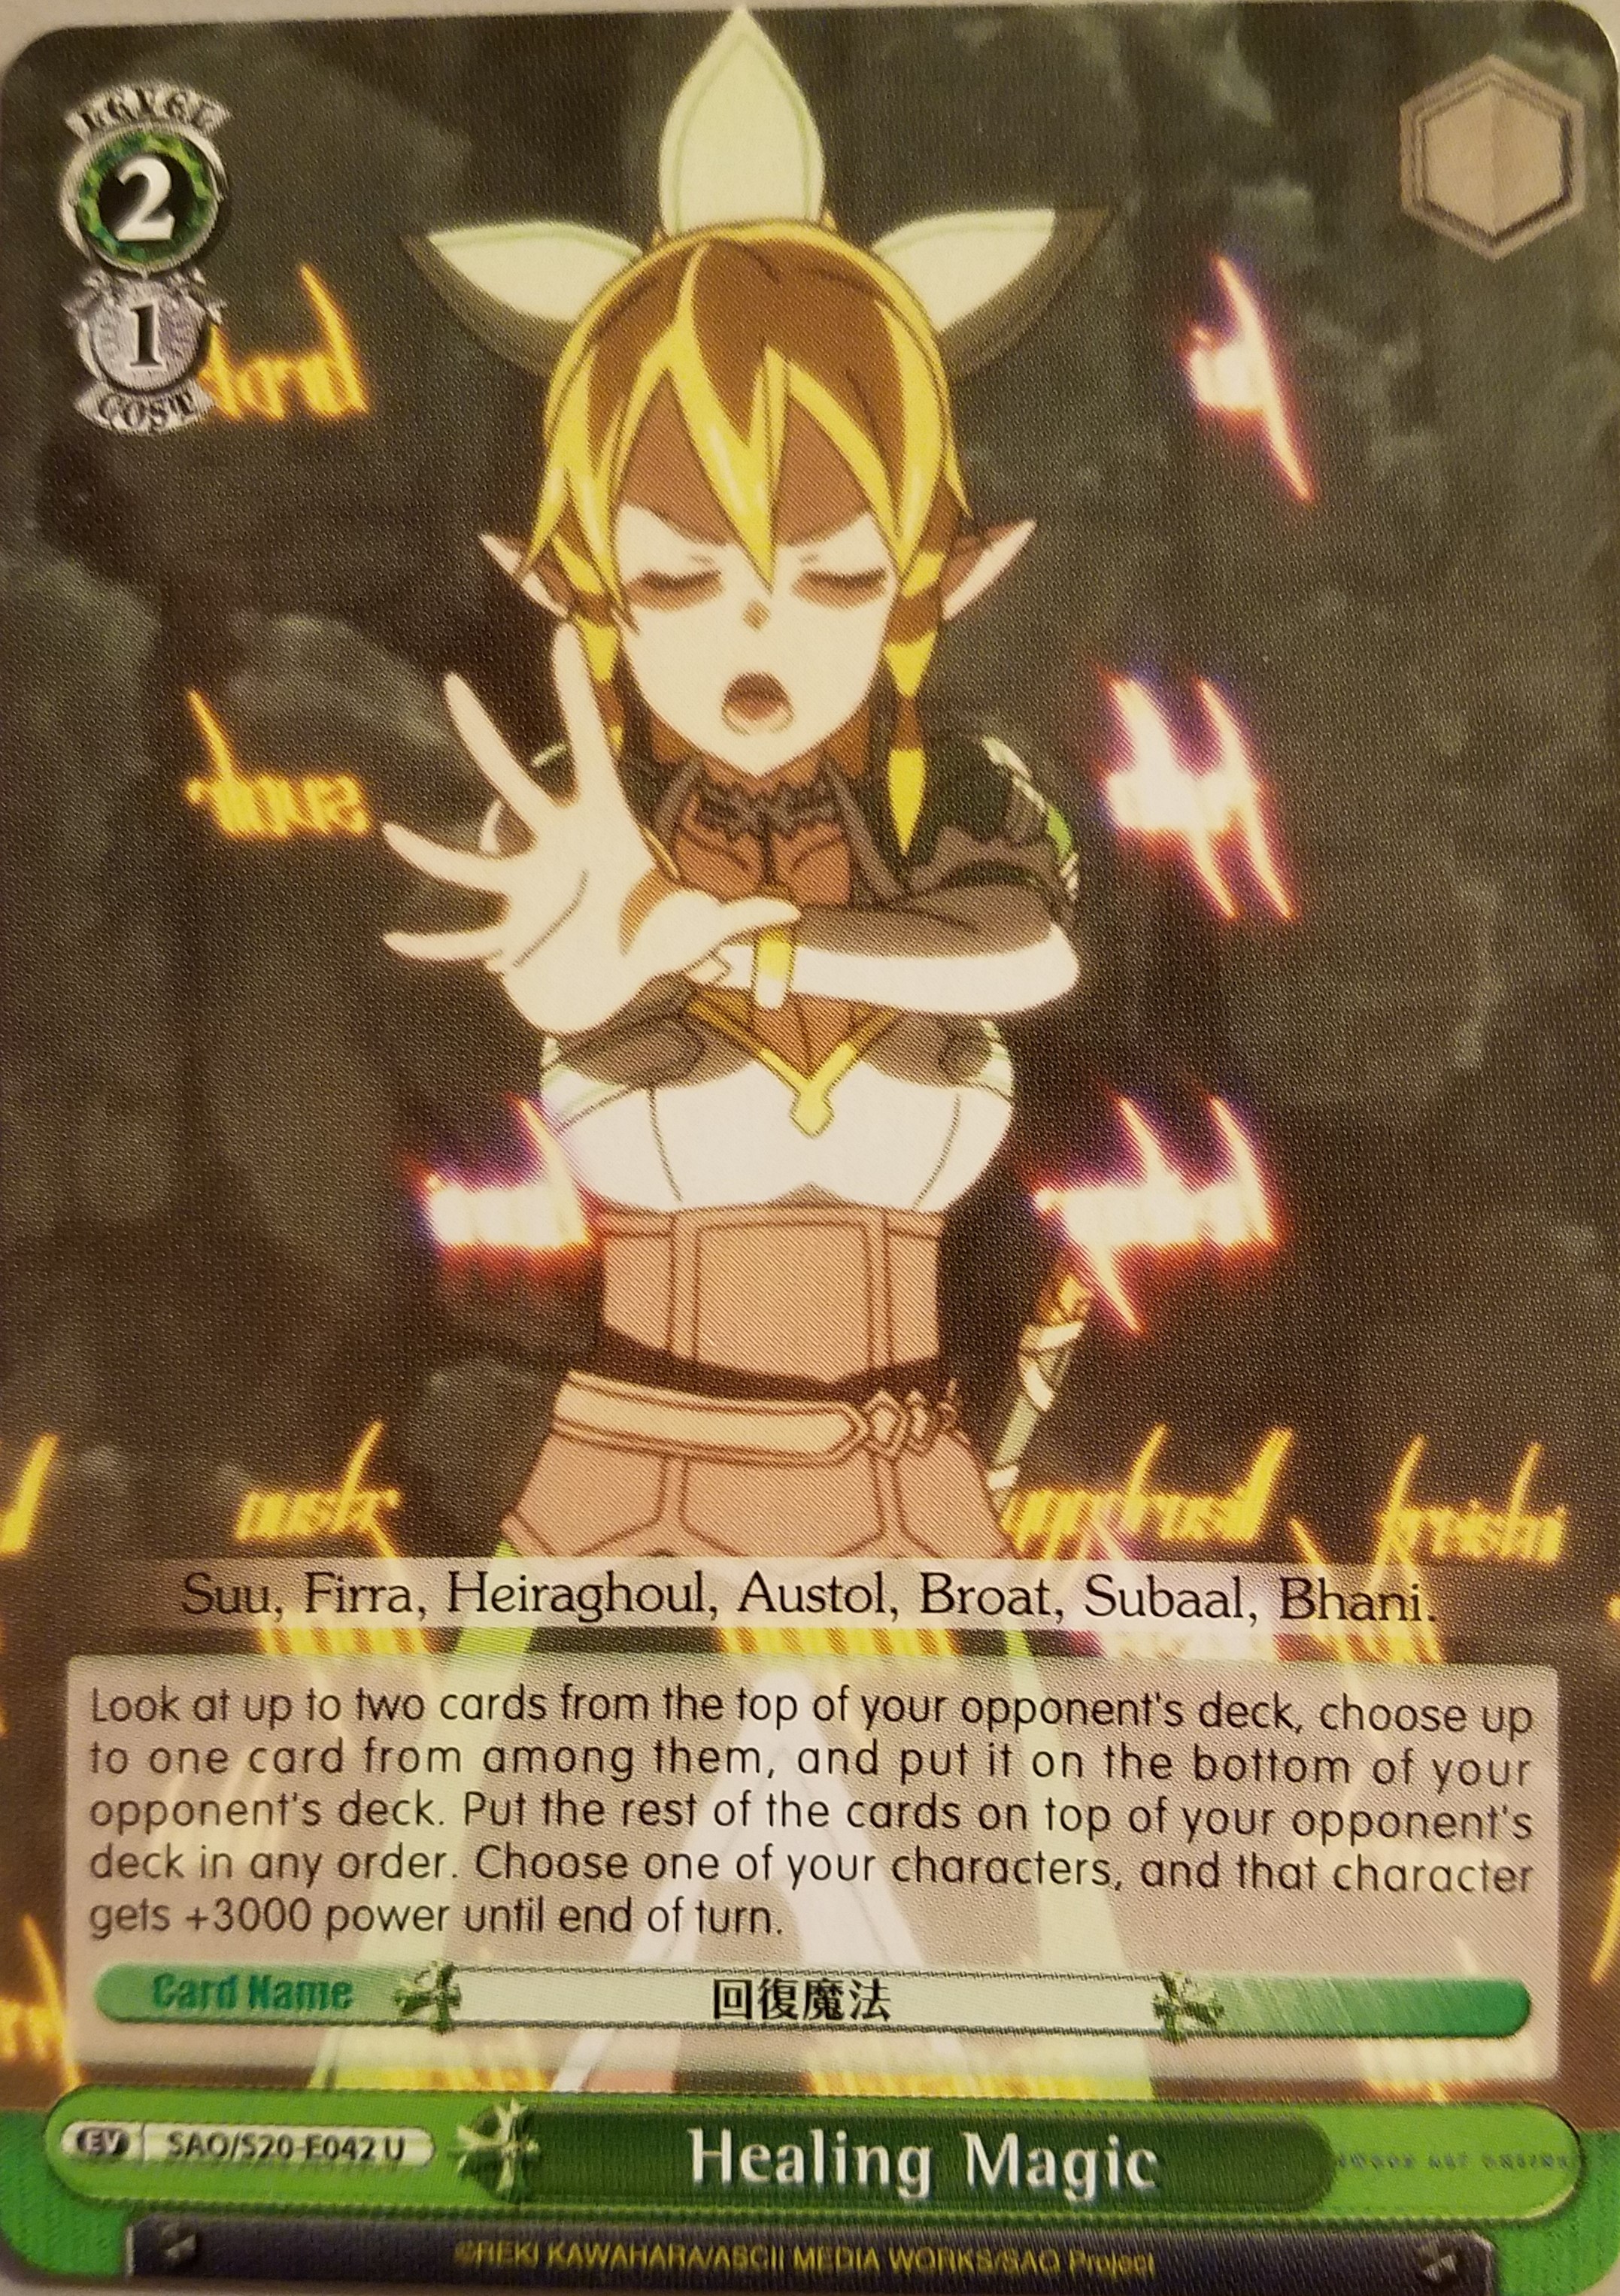 LEVEL
2
1
COST
Suu, Firra, Heiraghoul, Austol, Broat, Subaal, Bhani.
Look at up to two cards from the top of your opponent's deck, choose up
to one card from among them, and put it on the bottom of your
opponent's deck. Put the rest of the cards on top of your opponent's
deck in any order. Choose one of your characters, and that character
gets +3000 power until end of turn.
Card Name
回復魔法
EV SAO/S20-E042 U
Healing Magic
SWORD ART ONLINE
©REKI KAWAHARA/ASCII MEDIA WORKS/SAO Project